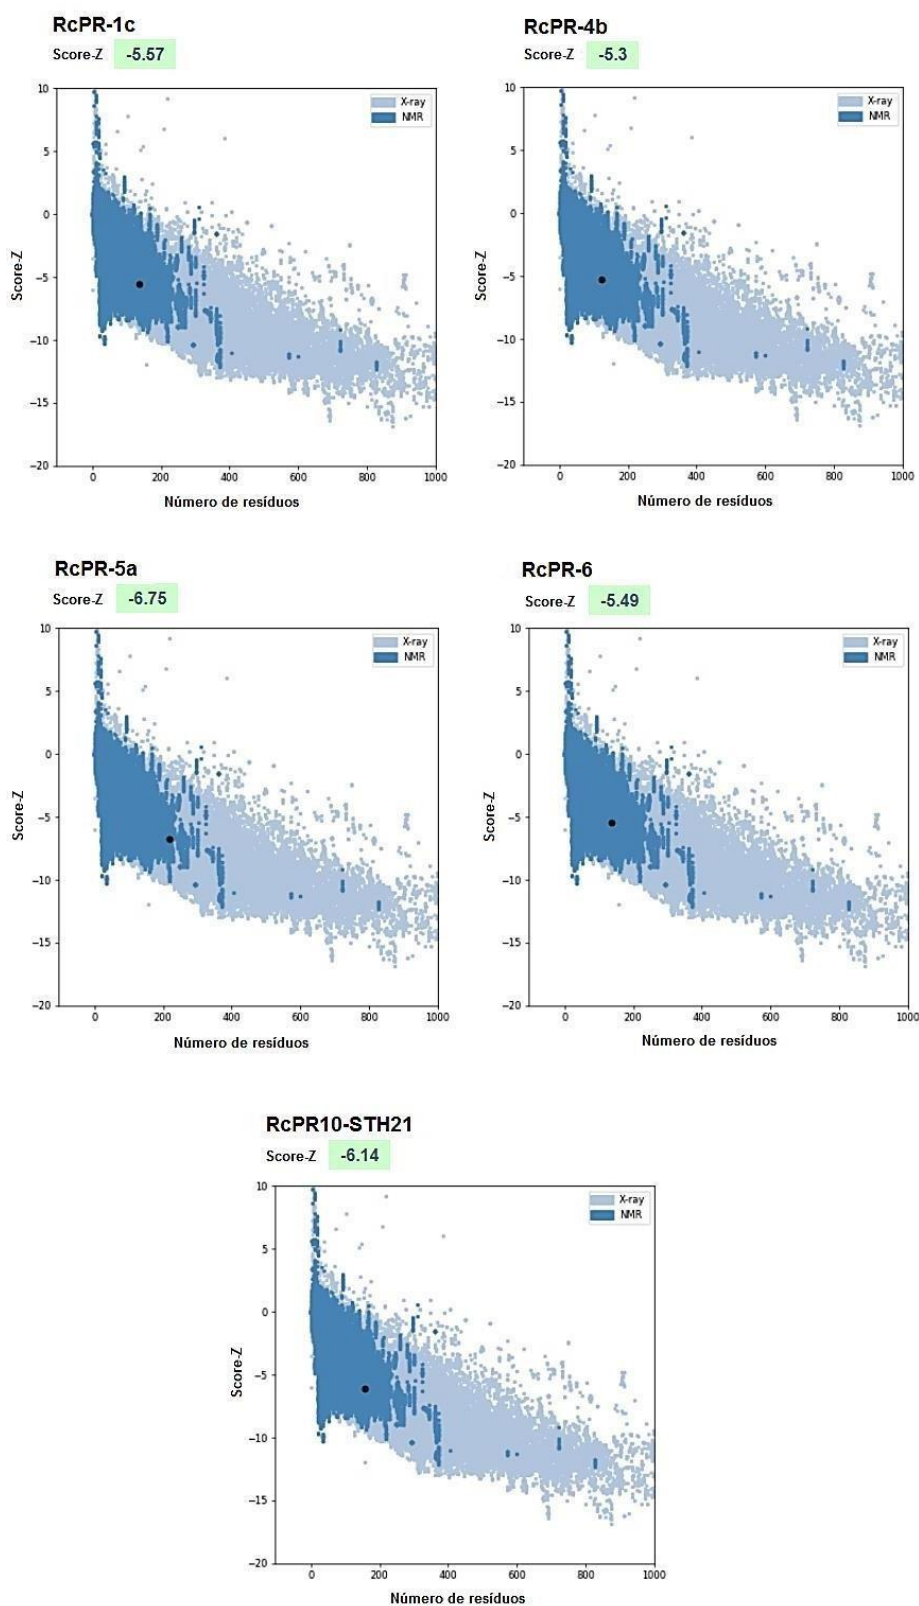 RcPR-1c
Score-Z -5.57
10
5
0
−5
−10
−15
−20
Score-Z
X-ray
NMR
0 200 400 600 800 1000
Número de resíduos
RcPR-4b
Score-Z -5.3
10
5
0
−5
−10
−15
−20
Score-Z
X-ray
NMR
0 200 400 600 800 1000
Número de resíduos
RcPR-5a
Score-Z -6.75
10
5
0
−5
−10
−15
−20
Score-Z
X-ray
NMR
0 200 400 600 800 1000
Número de resíduos
RcPR-6
Score-Z -5.49
10
5
0
−5
−10
−15
−20
Score-Z
X-ray
NMR
0 200 400 600 800 1000
Número de resíduos
RcPR10-STH21
Score-Z -6.14
10
5
0
−5
−10
−15
−20
Score-Z
X-ray
NMR
0 200 400 600 800 1000
Número de resíduos